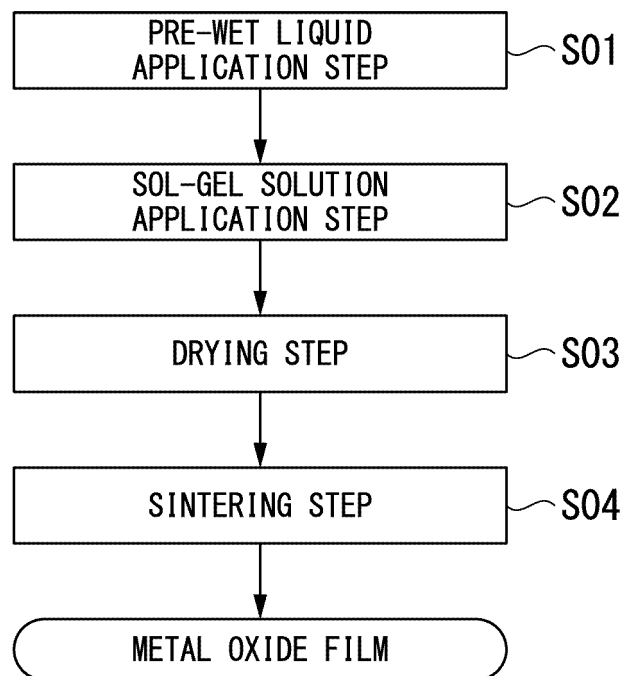 PRE-WET LIQUID
APPLICATION STEP
S01
SOL-GEL SOLUTION
APPLICATION STEP
S02
DRYING STEP
S03
SINTERING STEP
S04
METAL OXIDE FILM